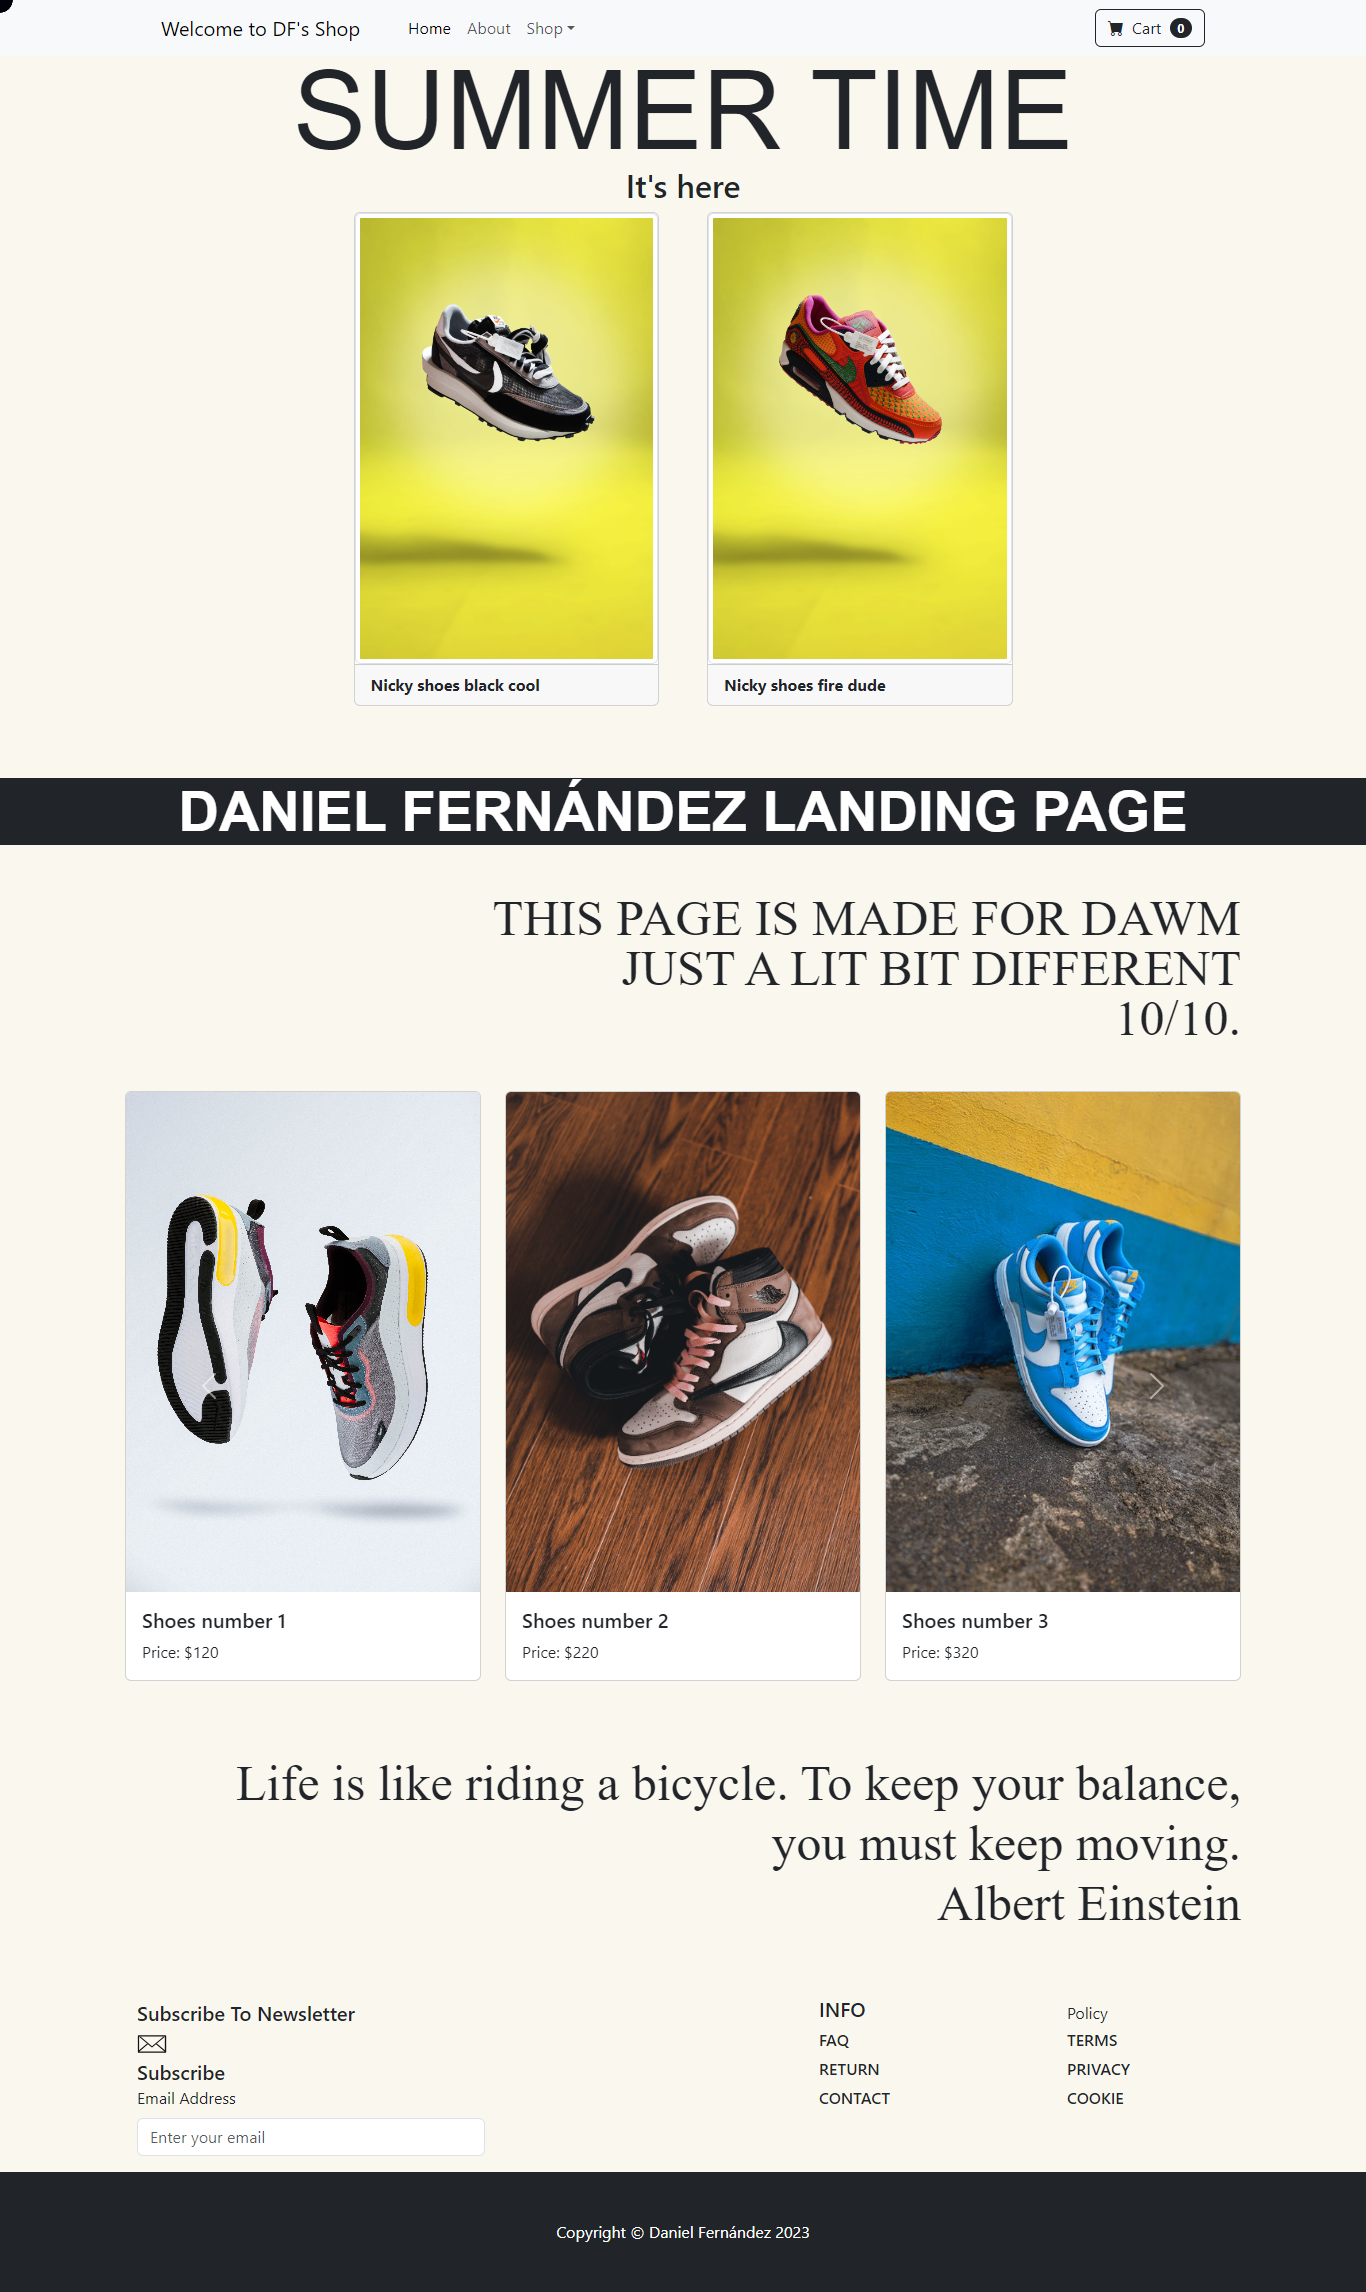 Welcome to DF's Shop
Home
About
Shop
Cart 0
SUMMER TIME
It's here
Nicky shoes black cool
Nicky shoes fire dude
DANIEL FERNÁNDEZ LANDING PAGE
THIS PAGE IS MADE FOR DAWM
JUST A LIT BIT DIFFERENT
10/10.
Shoes number 1
Price: $120
Shoes number 2
Price: $220
Shoes number 3
Price: $320
Life is like riding a bicycle. To keep your balance,
you must keep moving.
Albert Einstein
Subscribe To Newsletter
Subscribe
Email Address
Enter your email
INFO
FAQ
RETURN
CONTACT
Policy
TERMS
PRIVACY
COOKIE
Copyright © Daniel Fernández 2023